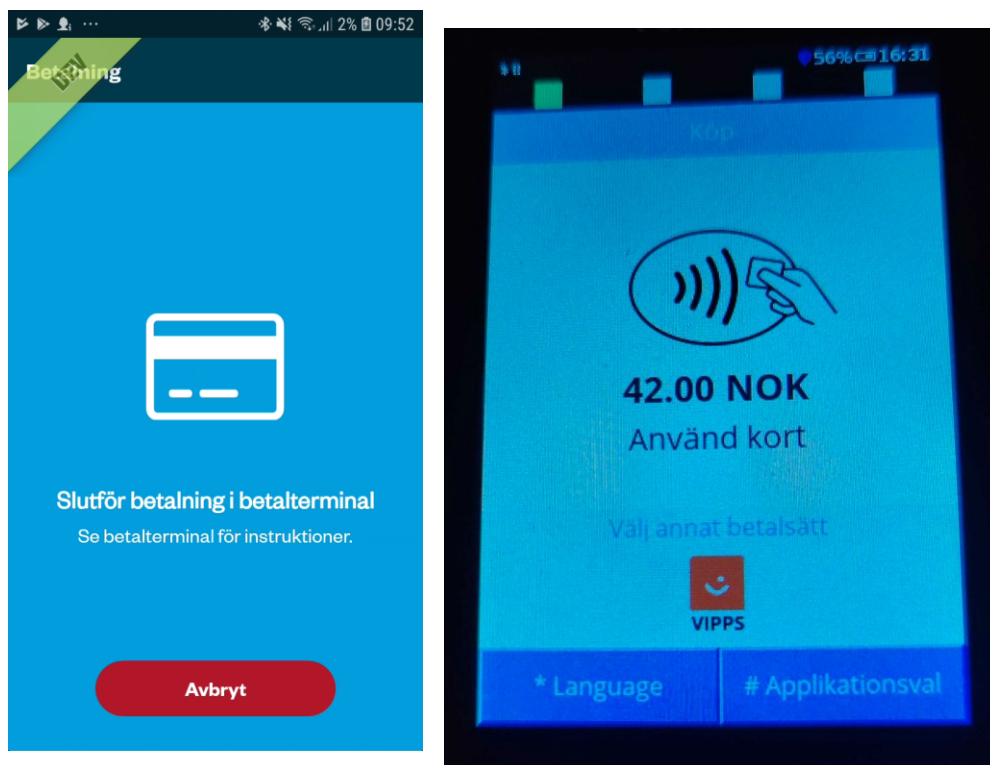 2% 09:52
Betalning
DEV
Slutför betalning i betalterminal
Se betalterminal för instruktioner.
Avbryt
56% 16:31
Köp
42.00 NOK
Använd kort
Välj annat betalsätt
VIPPS
* Language
# Applikationsval